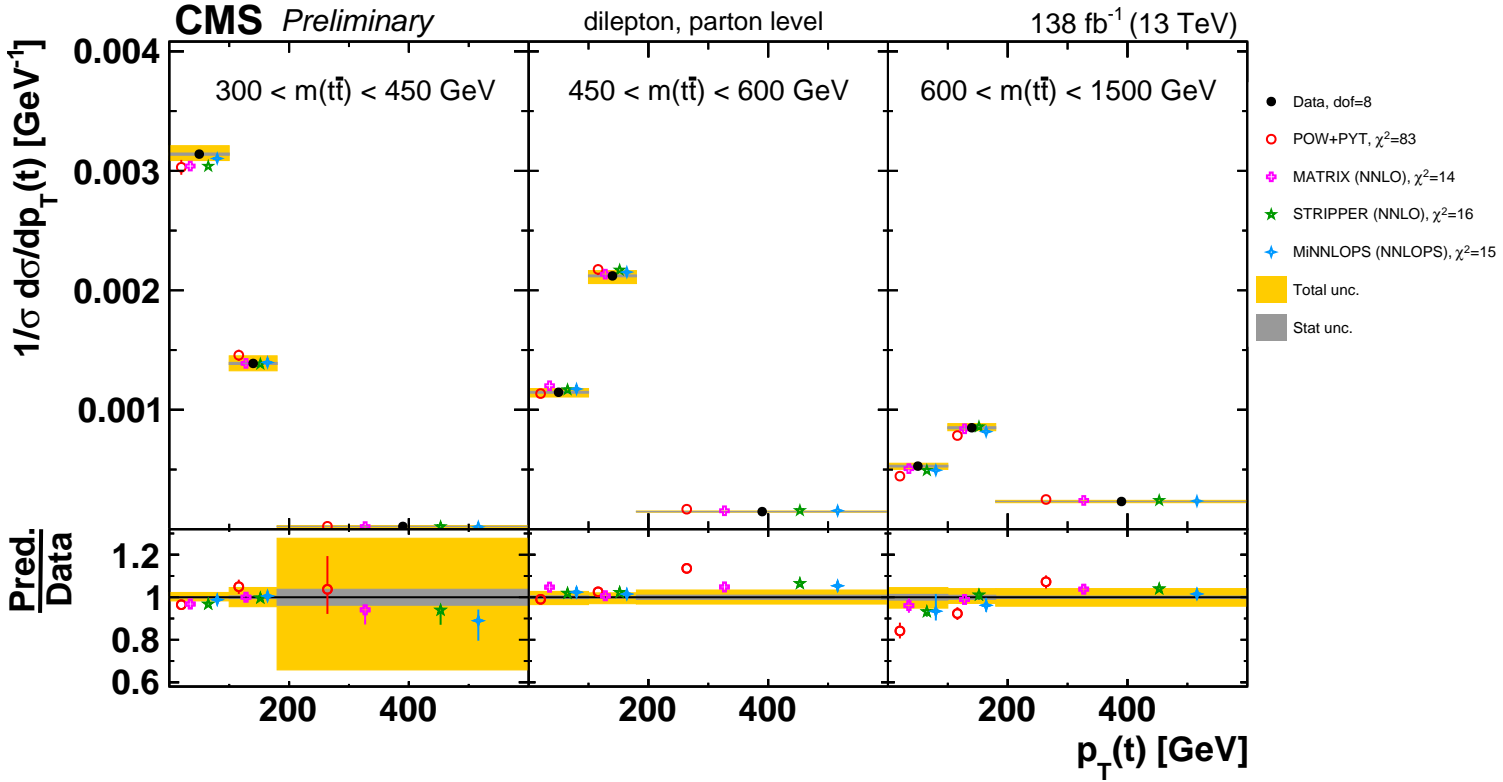 CMS Preliminary dilepton, parton level 138 fb⁻¹ (13 TeV)
1/σ dσ/dp_T(t) [GeV⁻¹]
0.004
0.003
0.002
0.001
300 < m(tt̄) < 450 GeV
450 < m(tt̄) < 600 GeV
600 < m(tt̄) < 1500 GeV
Data, dof=8
POW+PYT, χ²=83
MATRIX (NNLO), χ²=14
STRIPPER (NNLO), χ²=16
MiNNLOPS (NNLOPS), χ²=15
Total unc.
Stat unc.
Pred.
Data
1.2
1
0.8
0.6
200 400 200 400 200 400
p_T(t) [GeV]